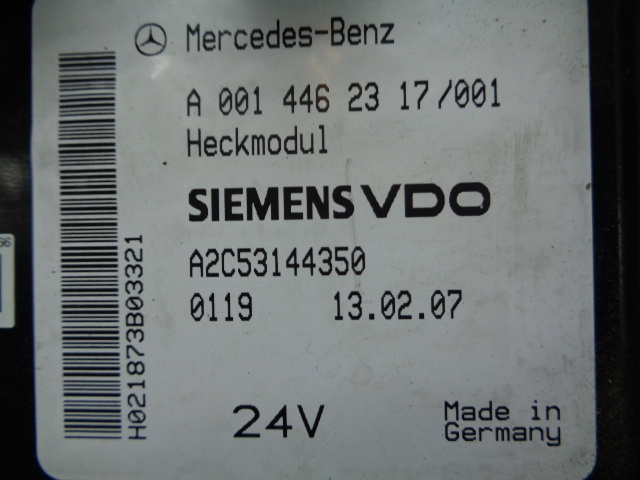 Mercedes-Benz
A 001 446 23 17/001
Heckmodul
SIEMENS VDO
A2C53144350
0119 13.02.07
24V
Made in
Germany
H021873B03321
66